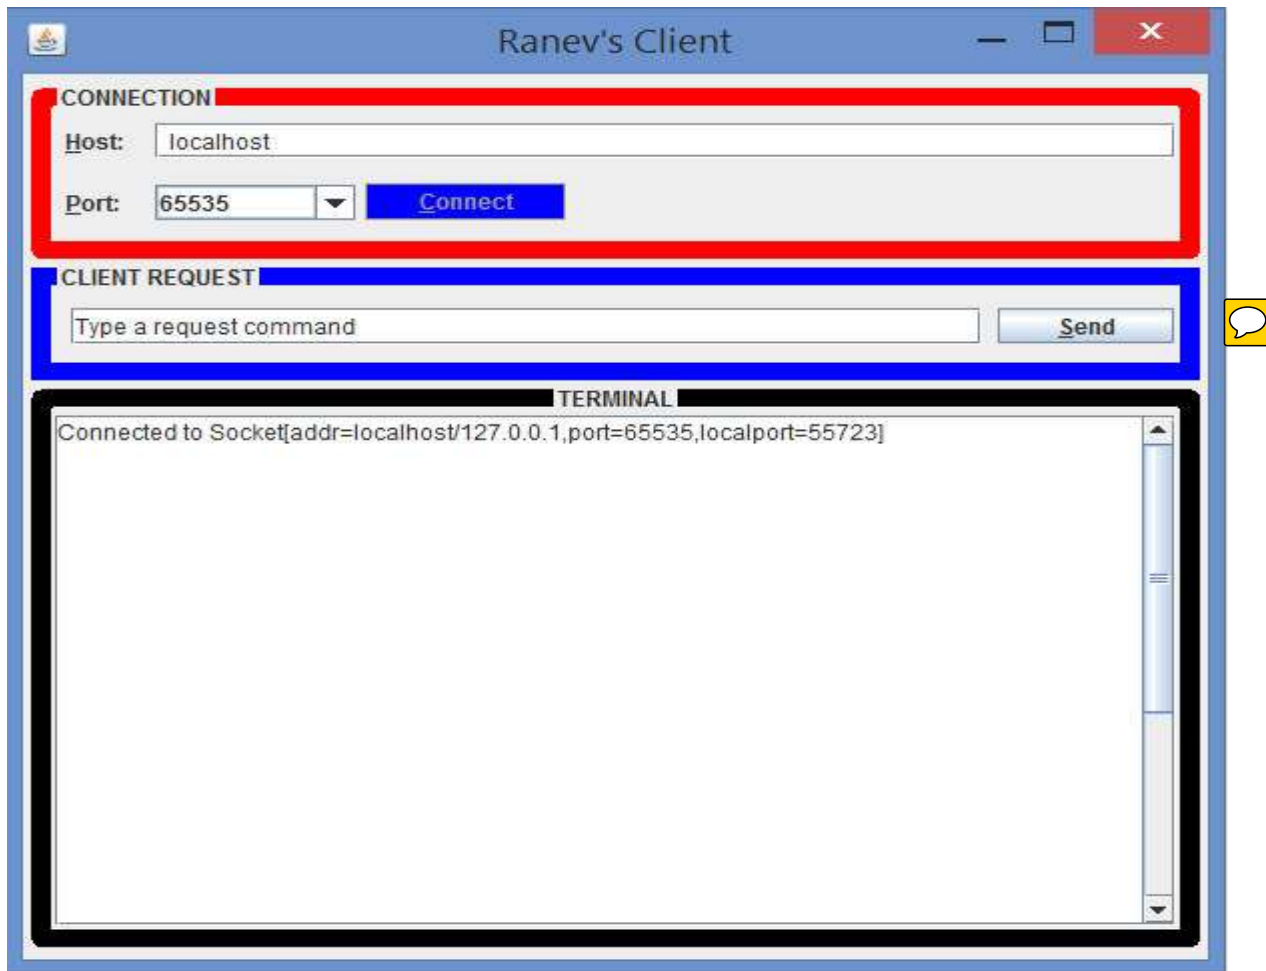 Ranev's Client
CONNECTION
Host: localhost
Port: 65535 Connect
CLIENT REQUEST
Type a request command Send
TERMINAL
Connected to Socket[addr=localhost/127.0.0.1,port=65535,localport=55723]